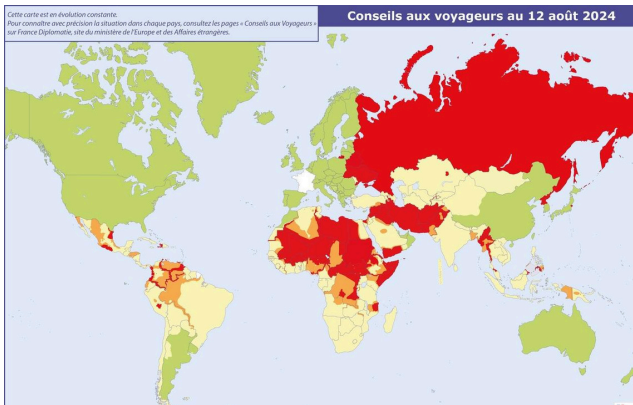 Cette carte est en évolution constante.
Pour connaître avec précision la situation dans chaque pays, consultez les pages « Conseils aux Voyageurs »
sur France Diplomatie, site du ministère de l'Europe et des Affaires étrangères.
Conseils aux voyageurs au 12 août 2024